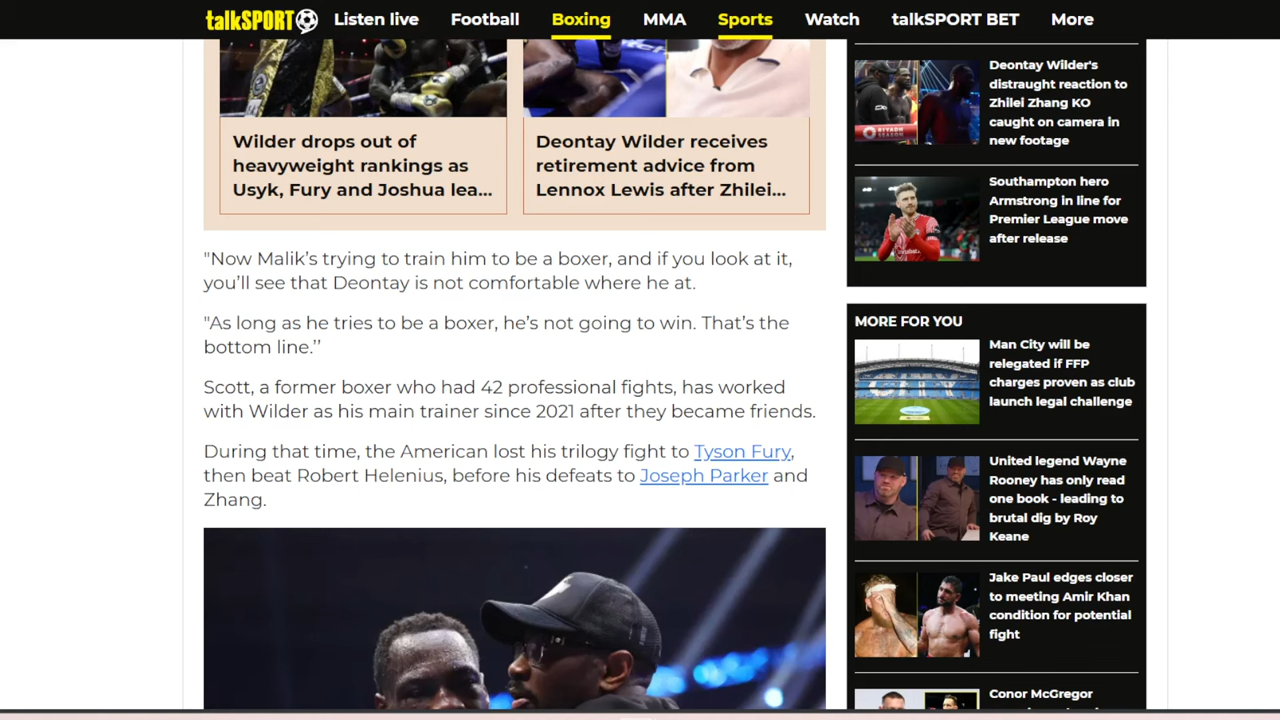 talkSPORT Listen live Football Boxing MMA Sports Watch talkSPORT BET More
Wilder drops out of
heavyweight rankings as
Usyk, Fury and Joshua lea...
Deontay Wilder receives
retirement advice from
Lennox Lewis after Zhilei...
"Now Malik’s trying to train him to be a boxer, and if you look at it,
you’ll see that Deontay is not comfortable where he at.
"As long as he tries to be a boxer, he’s not going to win. That’s the
bottom line.’’
Scott, a former boxer who had 42 professional fights, has worked
with Wilder as his main trainer since 2021 after they became friends.
During that time, the American lost his trilogy fight to Tyson Fury,
then beat Robert Helenius, before his defeats to Joseph Parker and
Zhang.
Deontay Wilder's
distraught reaction to
Zhilei Zhang KO
caught on camera in
new footage
RIYADH SEASON
Southampton hero
Armstrong in line for
Premier League move
after release
MORE FOR YOU
Man City will be
relegated if FFP
charges proven as club
launch legal challenge
United legend Wayne
Rooney has only read
one book - leading to
brutal dig by Roy
Keane
Jake Paul edges closer
to meeting Amir Khan
condition for potential
fight
Conor McGregor